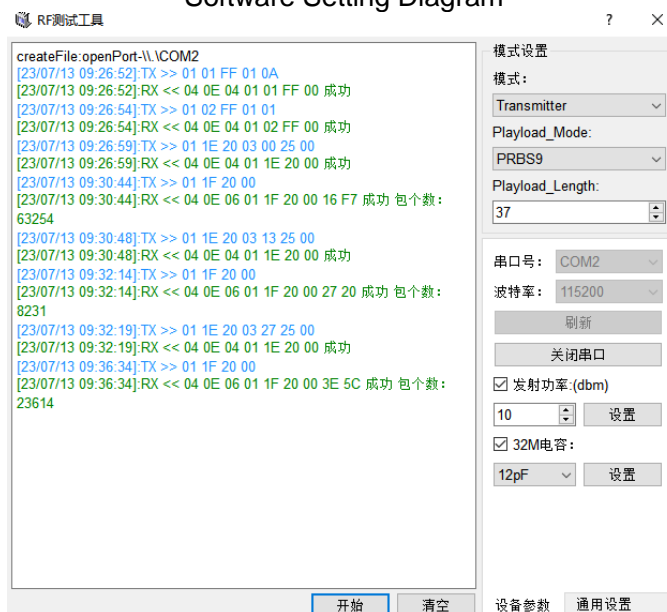 Software Setting Diagram
RF测试工具
? ×
createFile:openPort-\\.\COM2
[23/07/13 09:26:52]:TX >> 01 01 FF 01 0A
[23/07/13 09:26:52]:RX << 04 0E 04 01 01 FF 00 成功
[23/07/13 09:26:54]:TX >> 01 02 FF 01 01
[23/07/13 09:26:54]:RX << 04 0E 04 01 02 FF 00 成功
[23/07/13 09:26:59]:TX >> 01 1E 20 03 00 25 00
[23/07/13 09:26:59]:RX << 04 0E 04 01 1E 20 00 成功
[23/07/13 09:30:44]:TX >> 01 1F 20 00
[23/07/13 09:30:44]:RX << 04 0E 06 01 1F 20 00 16 F7 成功 包个数：
63254
[23/07/13 09:30:48]:TX >> 01 1E 20 03 13 25 00
[23/07/13 09:30:48]:RX << 04 0E 04 01 1E 20 00 成功
[23/07/13 09:32:14]:TX >> 01 1F 20 00
[23/07/13 09:32:14]:RX << 04 0E 06 01 1F 20 00 27 20 成功 包个数：
8231
[23/07/13 09:32:19]:TX >> 01 1E 20 03 27 25 00
[23/07/13 09:32:19]:RX << 04 0E 04 01 1E 20 00 成功
[23/07/13 09:36:34]:TX >> 01 1F 20 00
[23/07/13 09:36:34]:RX << 04 0E 06 01 1F 20 00 3E 5C 成功 包个数：
23614
开始 清空
模式设置
模式：
Transmitter
Playload_Mode:
PRBS9
Playload_Length:
37
串口号： COM2
波特率： 115200
刷新
关闭串口
发射功率:(dbm)
10 设置
32M电容：
12pF 设置
设备参数 通用设置